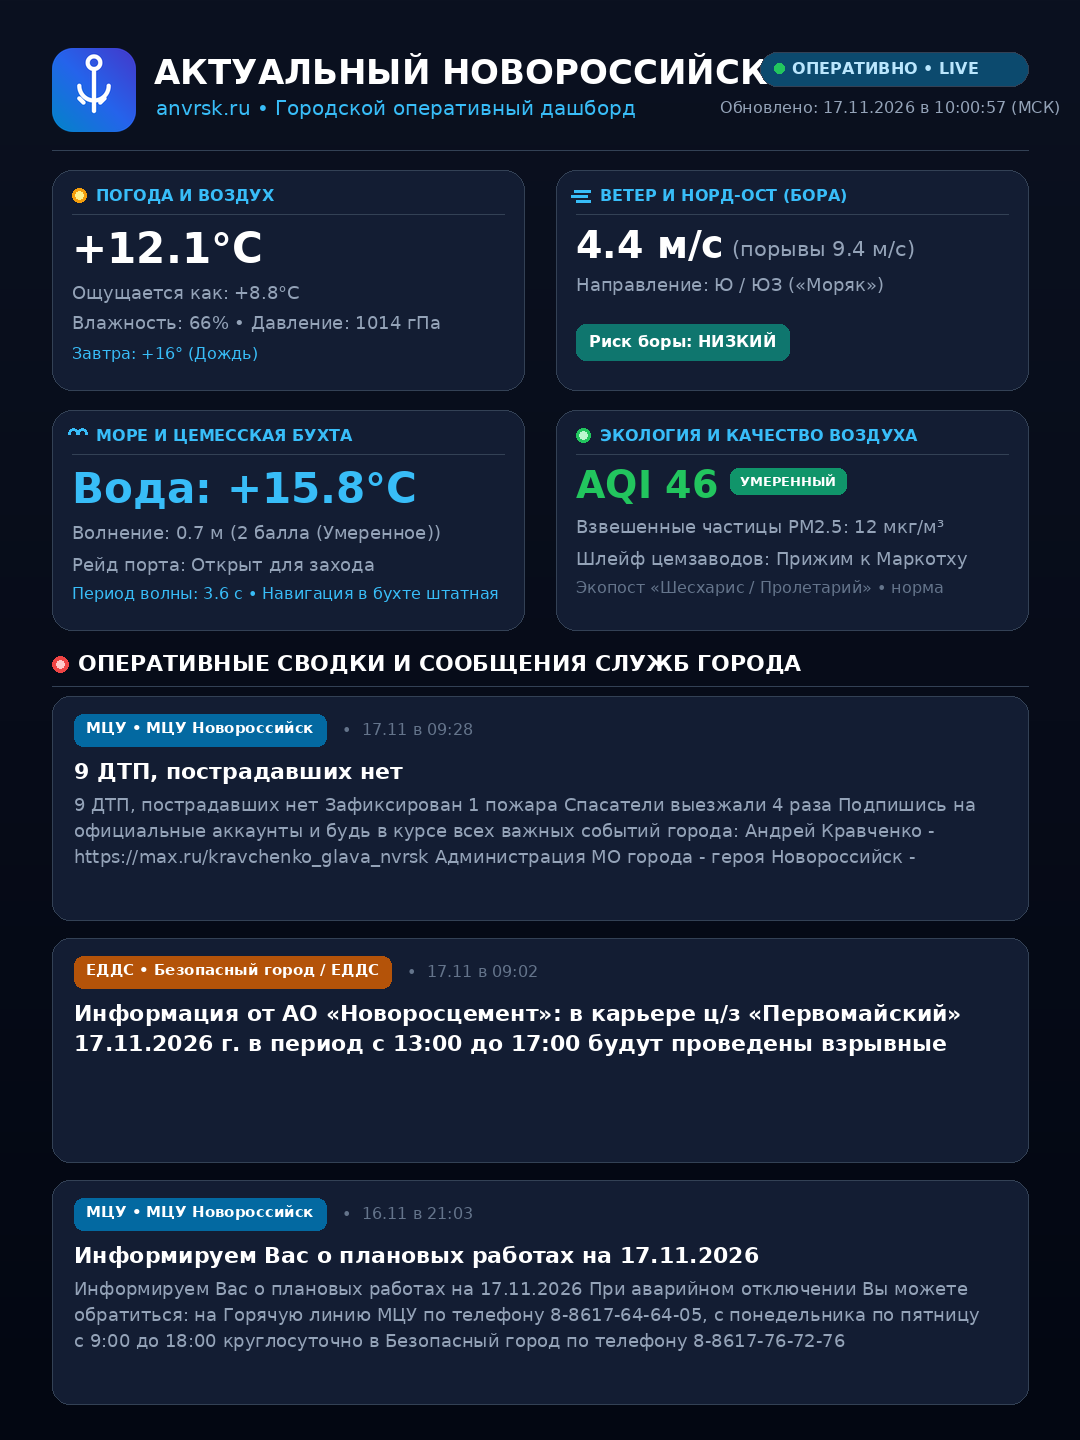 АКТУАЛЬНЫЙ НОВОРОССИЙСК
ОПЕРАТИВНО • LIVE
anvrsk.ru • Городской оперативный дашборд
Обновлено: 17.11.2026 в 10:00:57 (МСК)
ПОГОДА И ВОЗДУХ
+12.1°C
Ощущается как: +8.8°C
Влажность: 66% • Давление: 1014 гПа
Завтра: +16° (Дождь)
ВЕТЕР И НОРД-ОСТ (БОРА)
4.4 м/с (порывы 9.4 м/с)
Направление: Ю / ЮЗ («Моряк»)
Риск боры: НИЗКИЙ
МОРЕ И ЦЕМЕССКАЯ БУХТА
Вода: +15.8°C
Волнение: 0.7 м (2 балла (Умеренное))
Рейд порта: Открыт для захода
Период волны: 3.6 с • Навигация в бухте штатная
ЭКОЛОГИЯ И КАЧЕСТВО ВОЗДУХА
AQI 46 УМЕРЕННЫЙ
Взвешенные частицы PM2.5: 12 мкг/м³
Шлейф цемзаводов: Прижим к Маркотху
Экопост «Шесхарис / Пролетарий» • норма
ОПЕРАТИВНЫЕ СВОДКИ И СООБЩЕНИЯ СЛУЖБ ГОРОДА
МЦУ • МЦУ Новороссийск • 17.11 в 09:28
9 ДТП, пострадавших нет
9 ДТП, пострадавших нет Зафиксирован 1 пожара Спасатели выезжали 4 раза Подпишись на
официальные аккаунты и будь в курсе всех важных событий города: Андрей Кравченко -
https://max.ru/kravchenko_glava_nvrsk Администрация МО города - героя Новороссийск -
ЕДДС • Безопасный город / ЕДДС • 17.11 в 09:02
Информация от АО «Новоросцемент»: в карьере ц/з «Первомайский»
17.11.2026 г. в период с 13:00 до 17:00 будут проведены взрывные
МЦУ • МЦУ Новороссийск • 16.11 в 21:03
Информируем Вас о плановых работах на 17.11.2026
Информируем Вас о плановых работах на 17.11.2026 При аварийном отключении Вы можете
обратиться: на Горячую линию МЦУ по телефону 8-8617-64-64-05, с понедельника по пятницу
с 9:00 до 18:00 круглосуточно в Безопасный город по телефону 8-8617-76-72-76